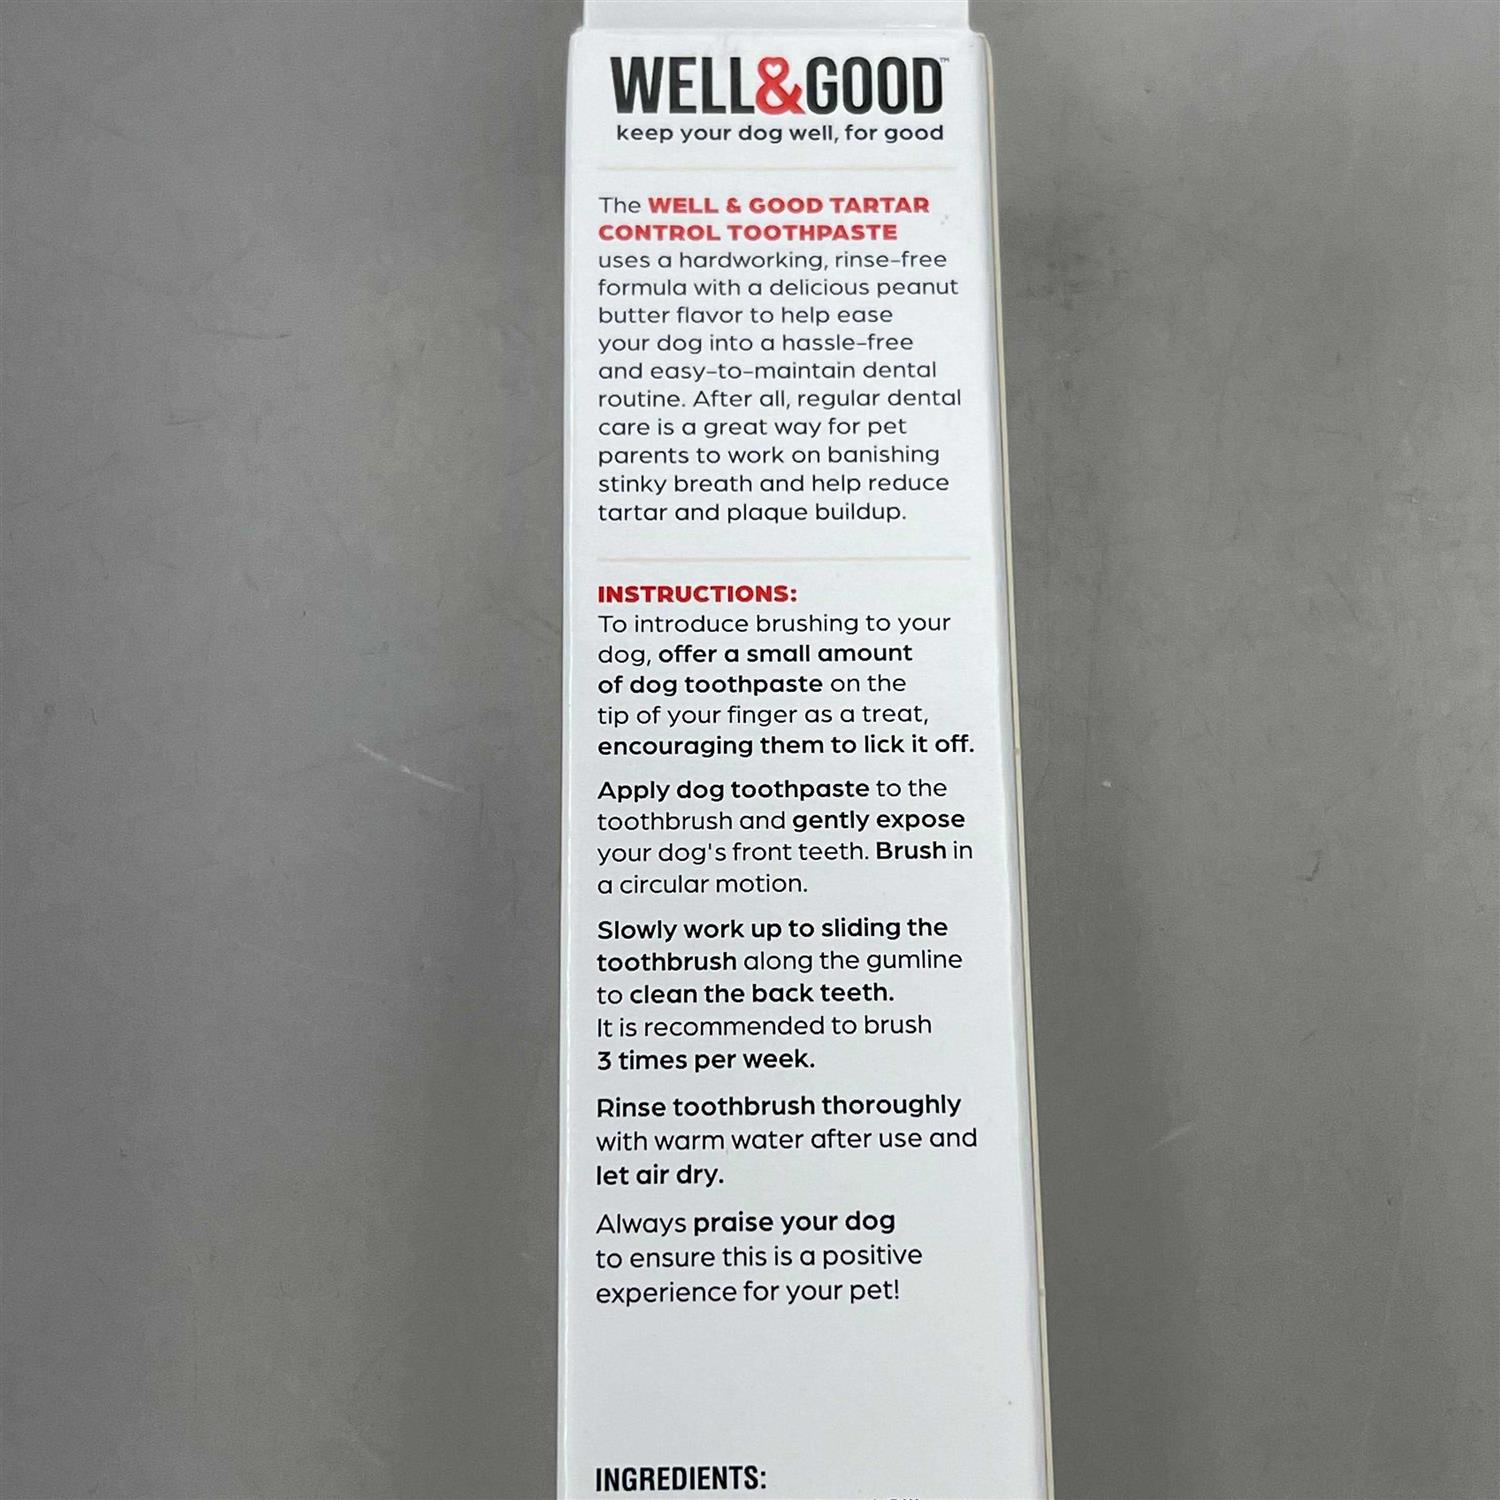 WELL&GOOD™
keep your dog well, for good
The WELL & GOOD TARTAR
CONTROL TOOTHPASTE
uses a hardworking, rinse-free
formula with a delicious peanut
butter flavor to help ease
your dog into a hassle-free
and easy-to-maintain dental
routine. After all, regular dental
care is a great way for pet
parents to work on banishing
stinky breath and help reduce
tartar and plaque buildup.
INSTRUCTIONS:
To introduce brushing to your
dog, offer a small amount
of dog toothpaste on the
tip of your finger as a treat,
encouraging them to lick it off.
Apply dog toothpaste to the
toothbrush and gently expose
your dog's front teeth. Brush in
a circular motion.
Slowly work up to sliding the
toothbrush along the gumline
to clean the back teeth.
It is recommended to brush
3 times per week.
Rinse toothbrush thoroughly
with warm water after use and
let air dry.
Always praise your dog
to ensure this is a positive
experience for your pet!
INGREDIENTS: